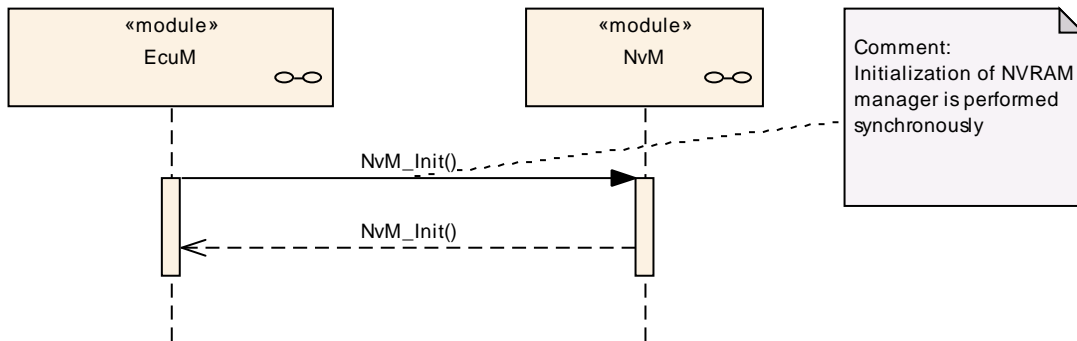 «module»
EcuM
«module»
NvM
Comment:
Initialization of NVRAM
manager is performed
synchronously
NvM_Init()
NvM_Init()